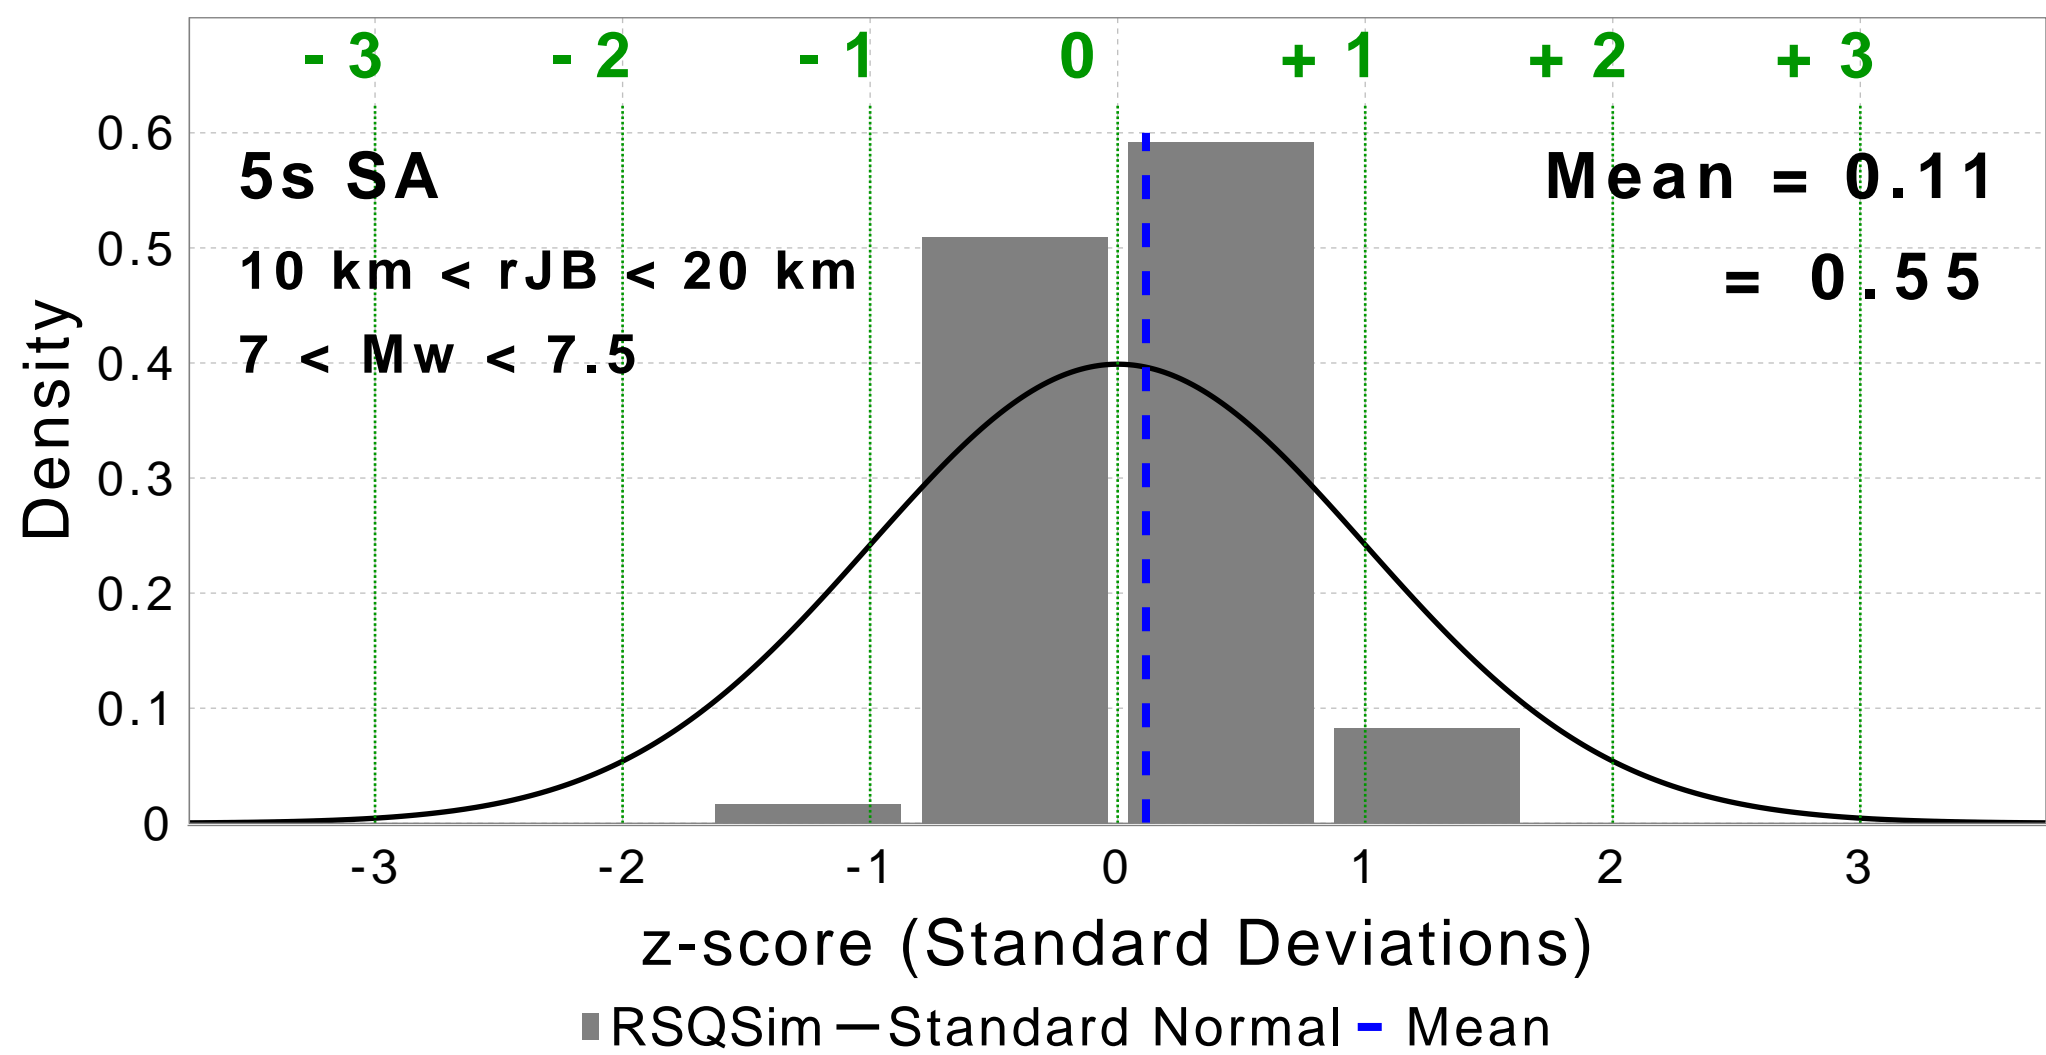 - 3 - 2 - 1 0 + 1 + 2 + 3
0.6
5s SA
Mean = 0.11
0.5
10 km < rJB < 20 km
= 0.55
7 < Mw < 7.5
0.4
0.3
0.2
0.1
0
Density
-3 -2 -1 0 1 2 3
z-score (Standard Deviations)
RSQSim Standard Normal Mean